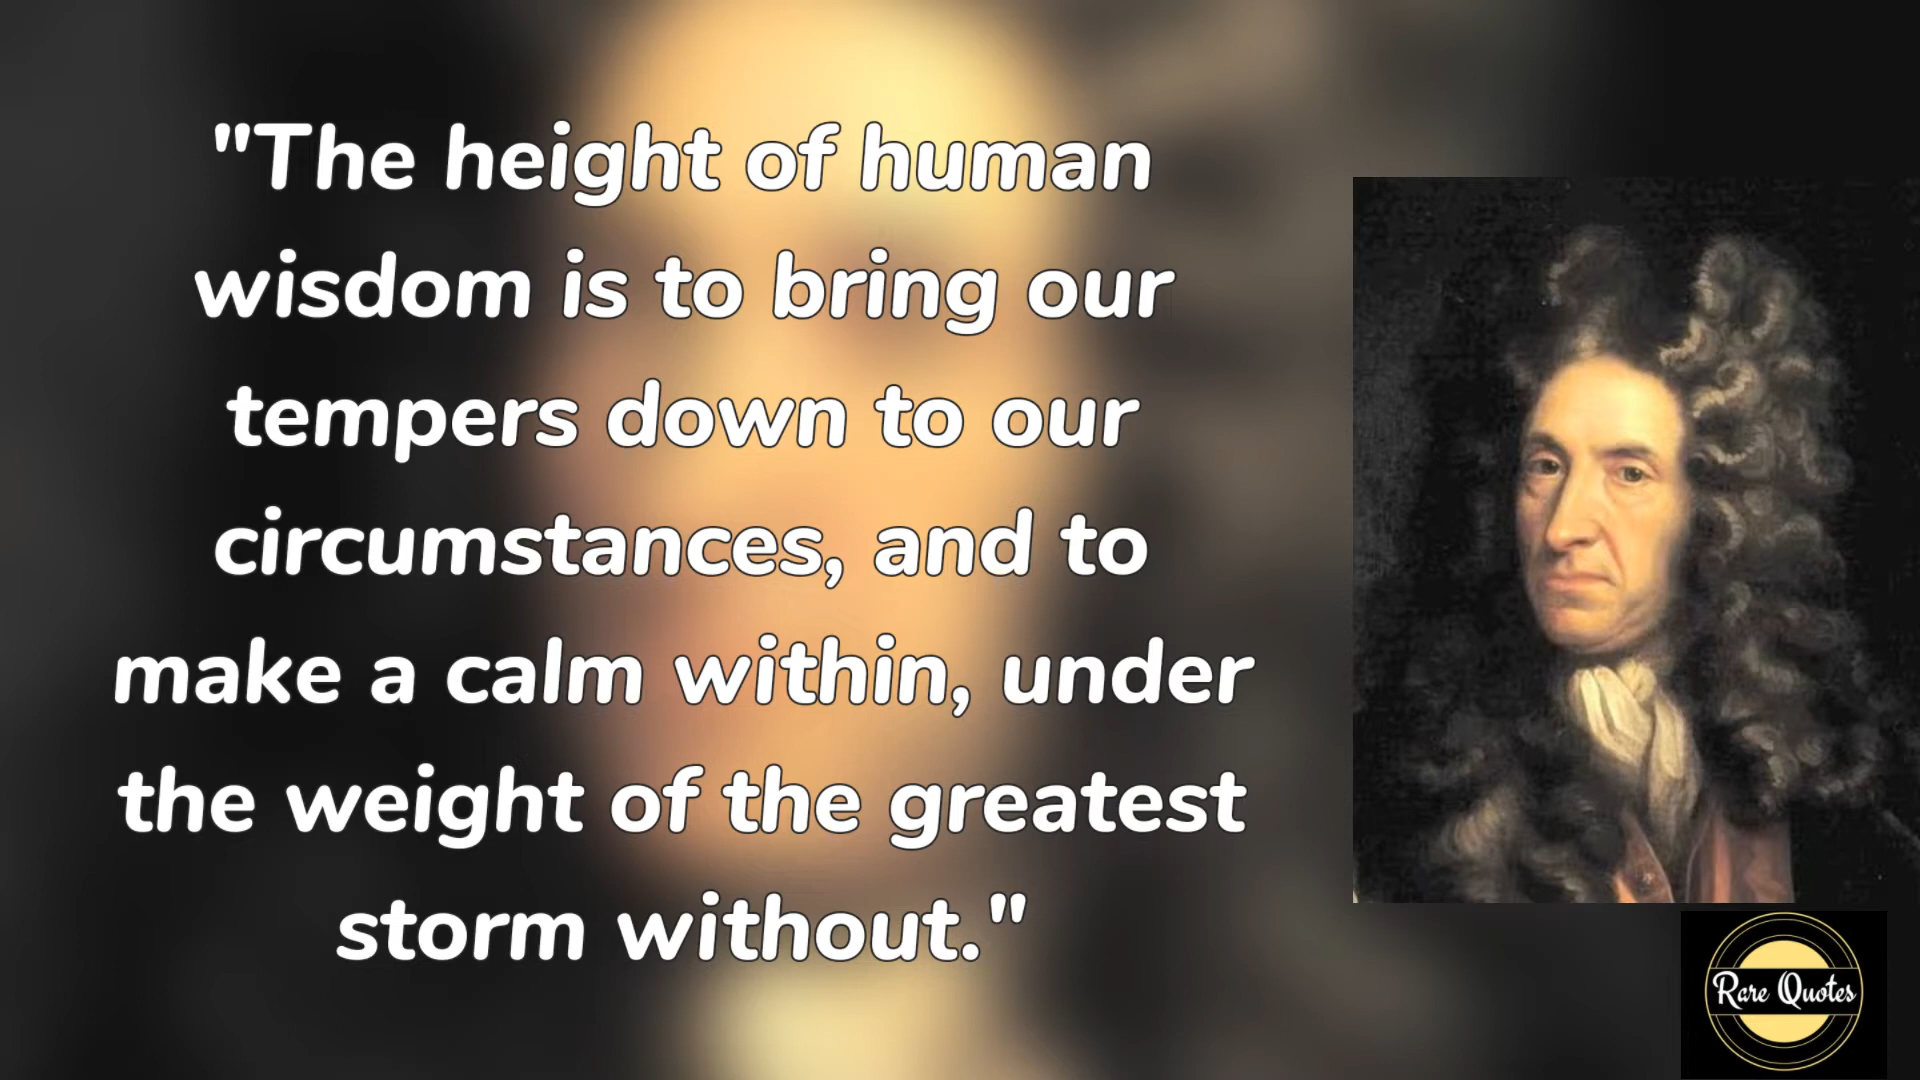 "The height of human
wisdom is to bring our
tempers down to our
circumstances, and to
make a calm within, under
the weight of the greatest
storm without."
Rare Quotes